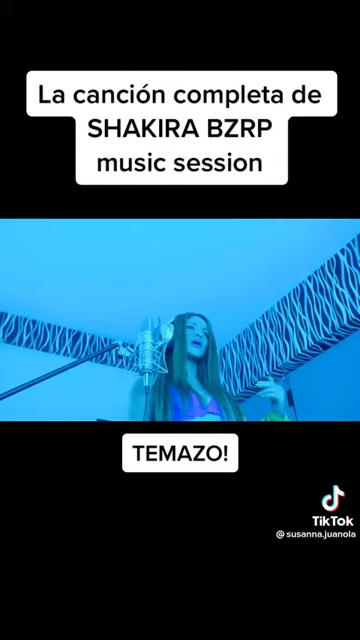 La canción completa de
SHAKIRA BZRP
music session
TEMAZO!
TikTok
@susanna.juanola